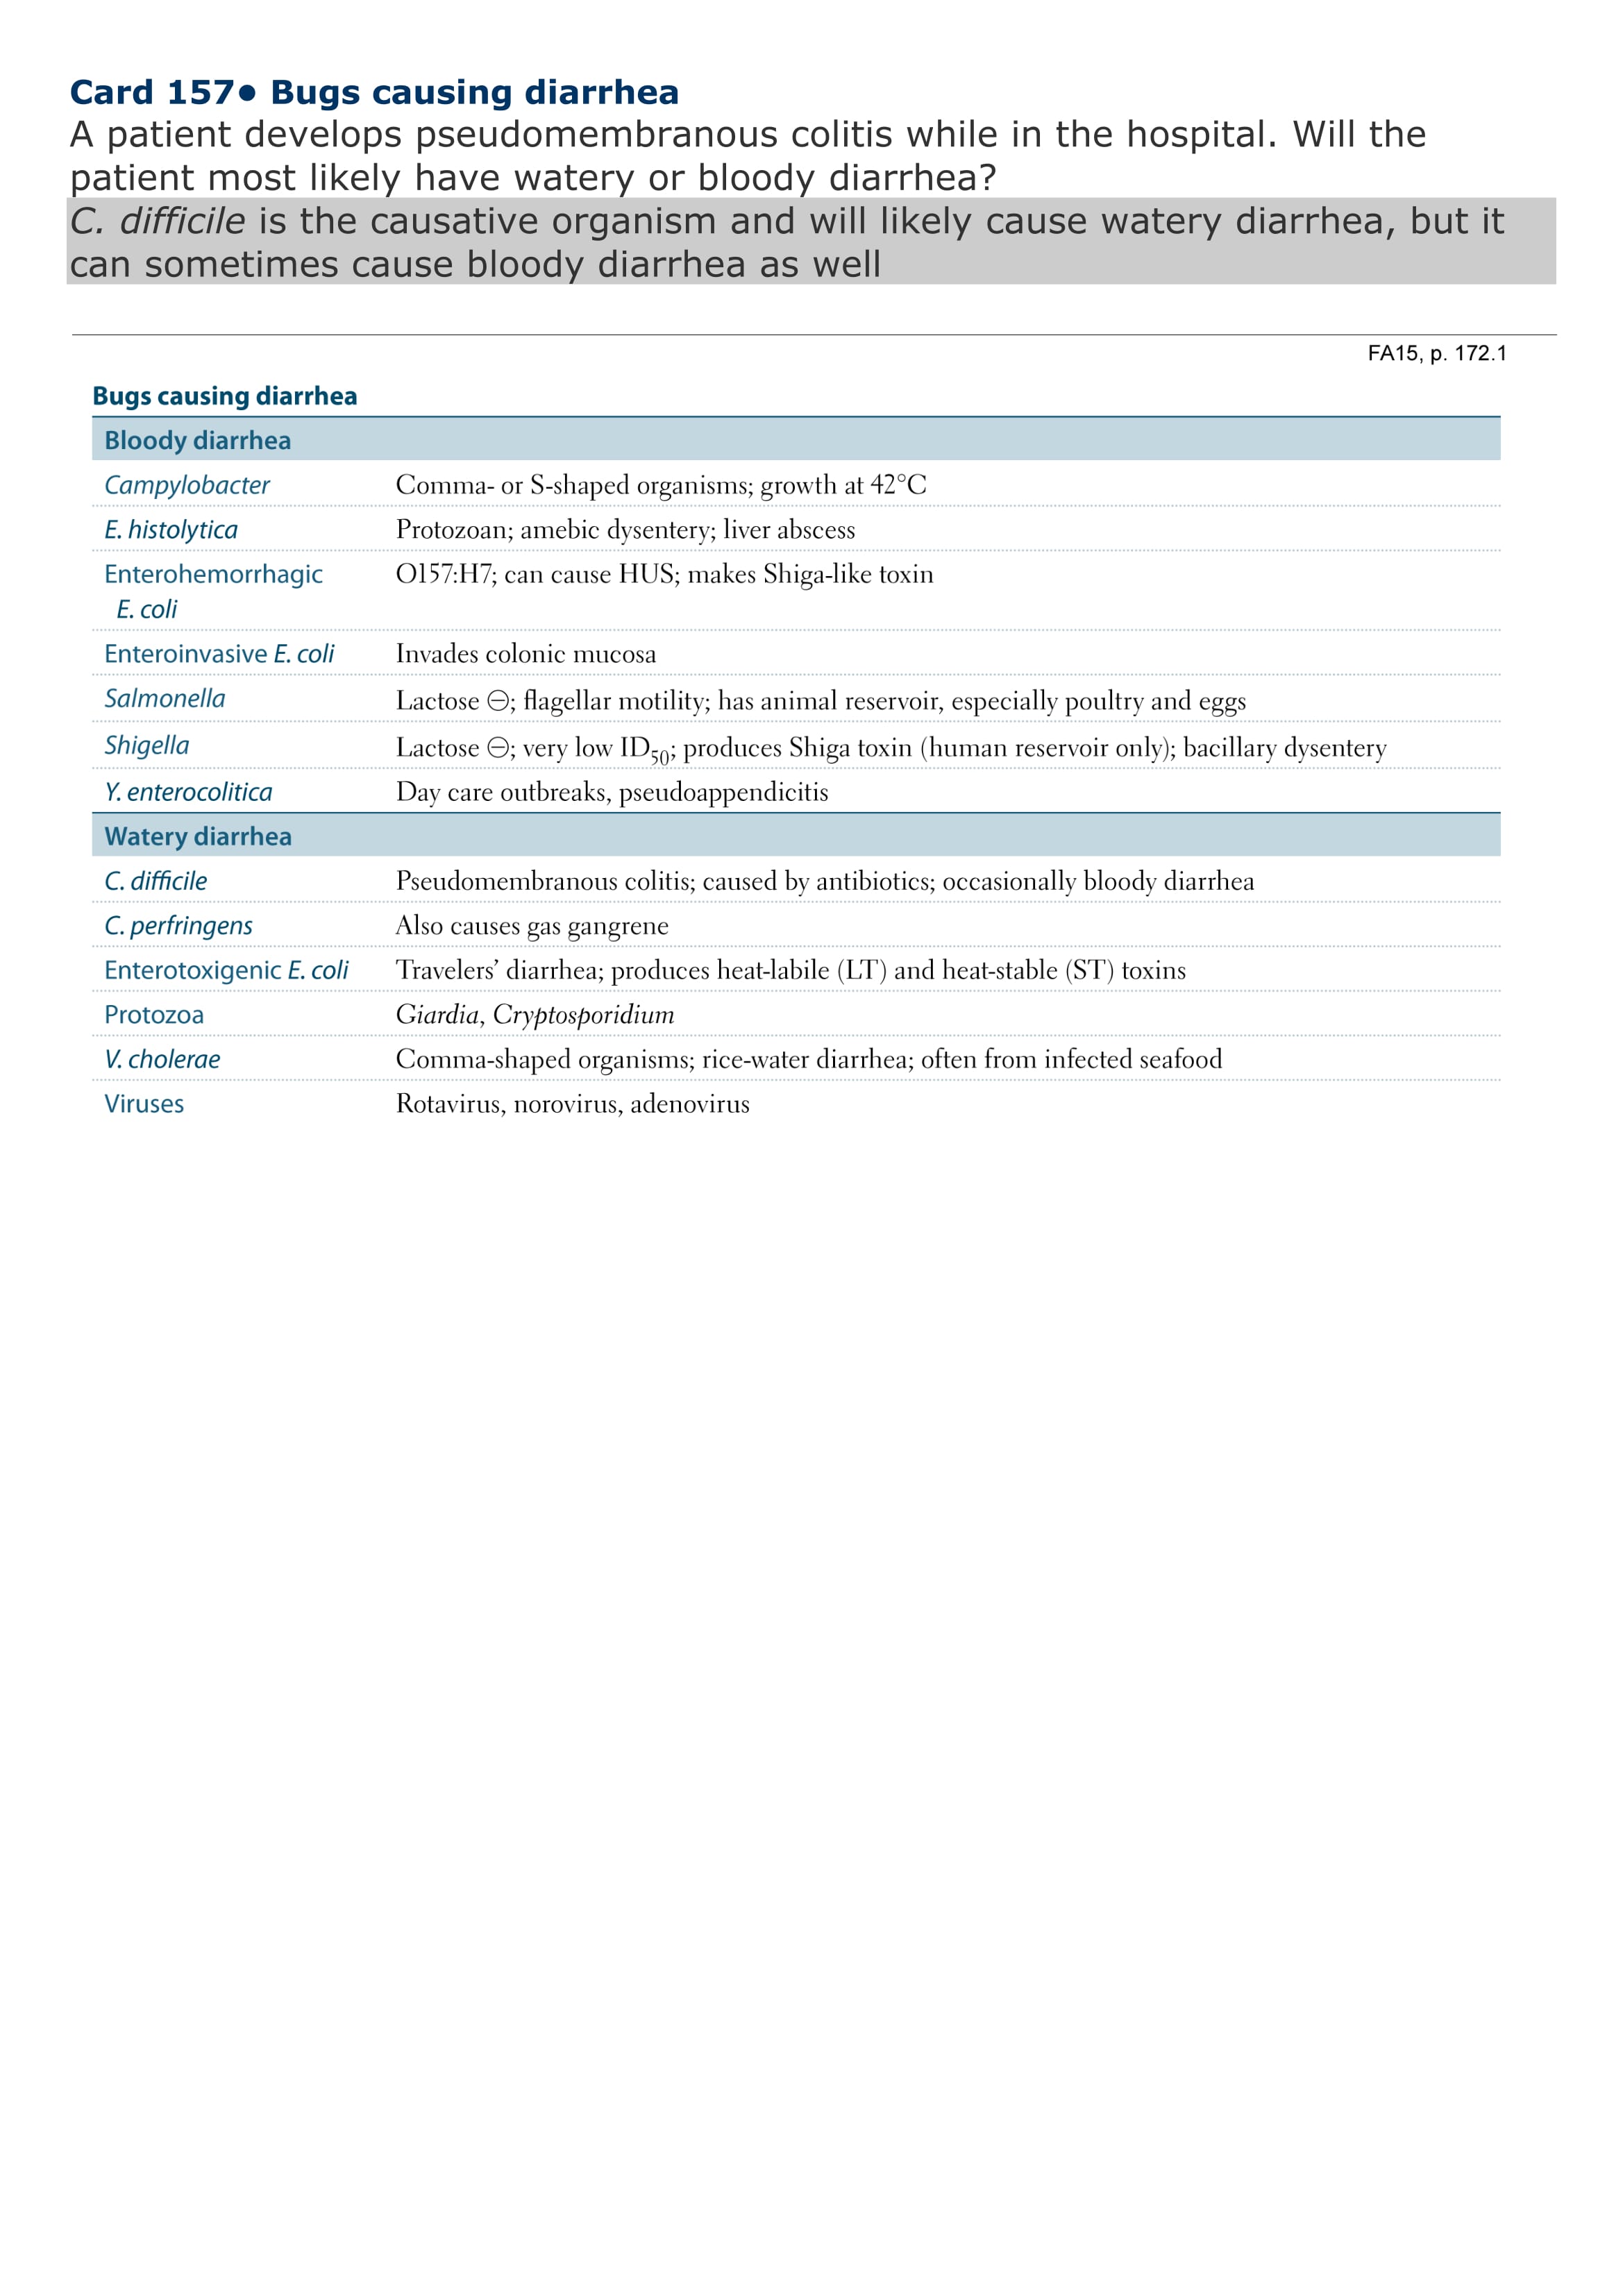 Card 157• Bugs causing diarrhea
A patient develops pseudomembranous colitis while in the hospital. Will the
patient most likely have watery or bloody diarrhea?
C. difficile is the causative organism and will likely cause watery diarrhea, but it
can sometimes cause bloody diarrhea as well
FA15, p. 172.1
Bugs causing diarrhea
Bloody diarrhea
Campylobacter Comma- or S-shaped organisms; growth at 42°C
E. histolytica Protozoan; amebic dysentery; liver abscess
Enterohemorrhagic O157:H7; can cause HUS; makes Shiga-like toxin
E. coli
Enteroinvasive E. coli Invades colonic mucosa
Salmonella Lactose ⊖; flagellar motility; has animal reservoir, especially poultry and eggs
Shigella Lactose ⊖; very low ID50; produces Shiga toxin (human reservoir only); bacillary dysentery
Y. enterocolitica Day care outbreaks, pseudoappendicitis
Watery diarrhea
C. difficile Pseudomembranous colitis; caused by antibiotics; occasionally bloody diarrhea
C. perfringens Also causes gas gangrene
Enterotoxigenic E. coli Travelers’ diarrhea; produces heat-labile (LT) and heat-stable (ST) toxins
Protozoa Giardia, Cryptosporidium
V. cholerae Comma-shaped organisms; rice-water diarrhea; often from infected seafood
Viruses Rotavirus, norovirus, adenovirus